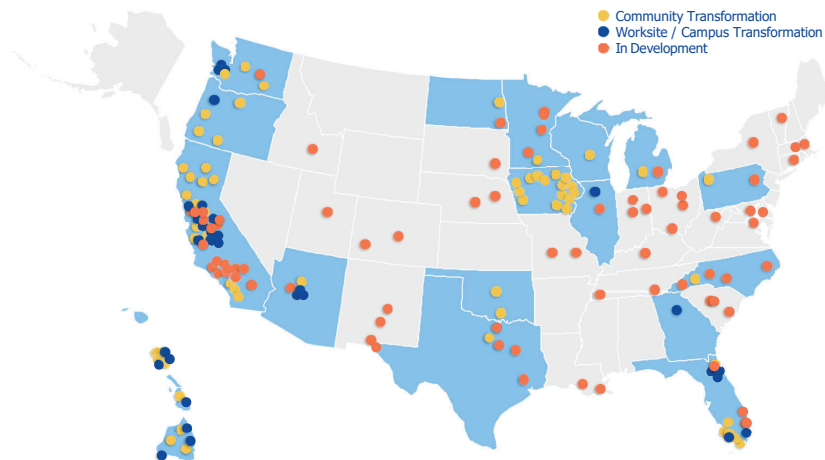 Community Transformation
Worksite / Campus Transformation
In Development